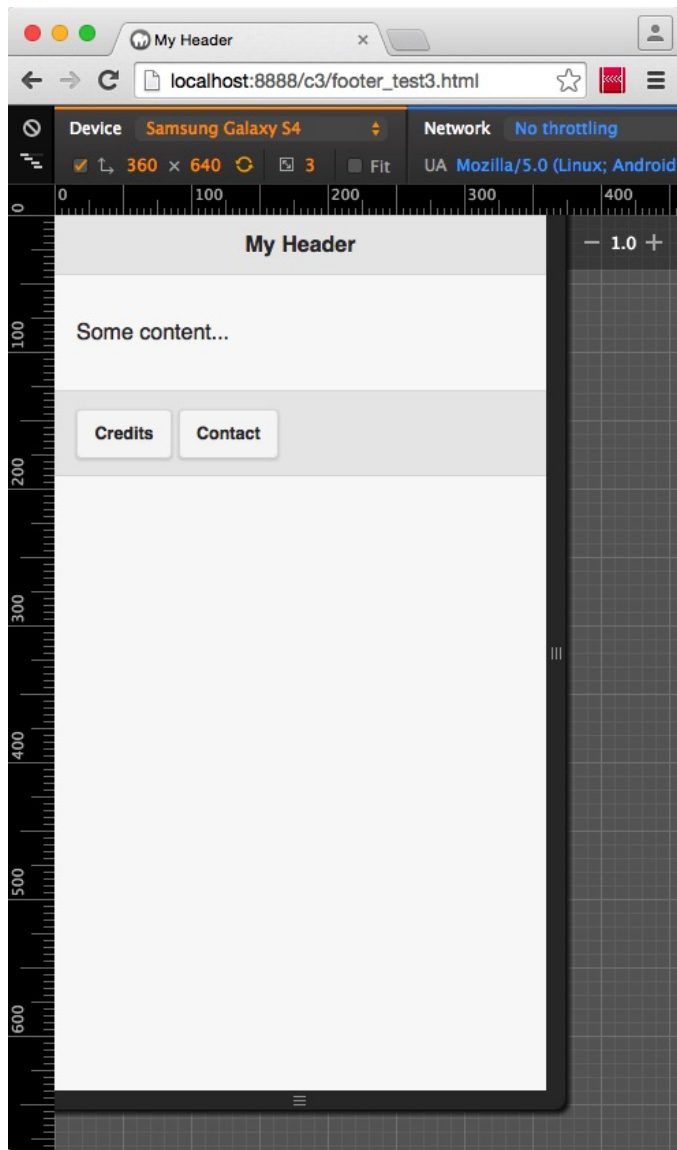 My Header
localhost:8888/c3/footer_test3.html
Device Samsung Galaxy S4 Network No throttling
360 × 640 3 Fit UA Mozilla/5.0 (Linux; Android
0 100 200 300 400
0
My Header
− 1.0 +
Some content...
100
Credits Contact
200
300
400
500
600